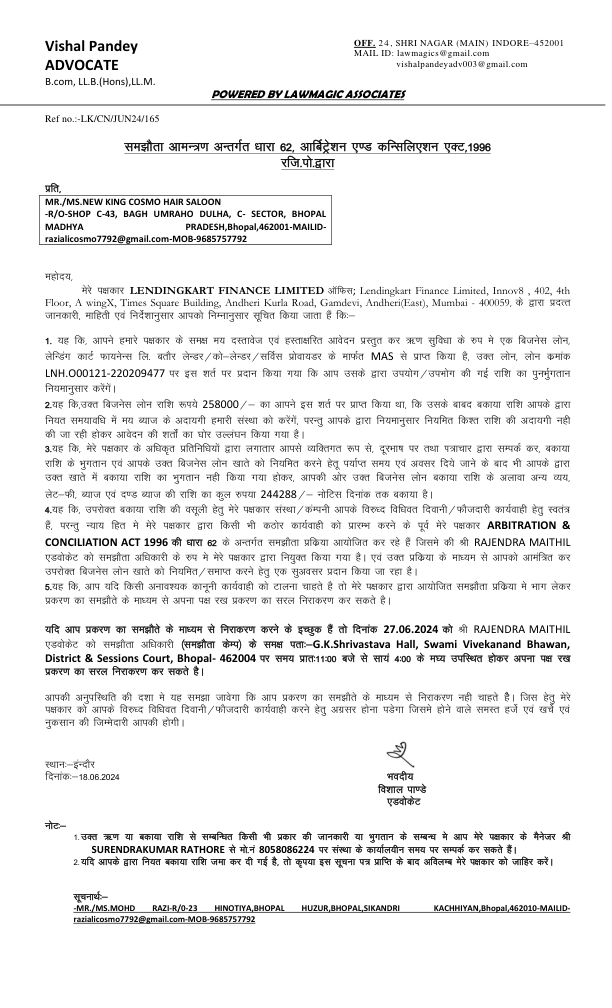 Vishal Pandey
ADVOCATE
B.com, LL.B.(Hons),LL.M.
OFF. 24, SHRI NAGAR (MAIN) INDORE–452001
MAIL ID: lawmagics@gmail.com
vishalpandeyadv003@gmail.com
POWERED BY LAWMAGIC ASSOCIATES
Ref no.:-LK/CN/JUN24/165
समझौता आमन्त्रण अन्तर्गत धारा 62, आर्बिट्रेशन एण्ड कन्सिलिएशन एक्ट,1996
रजि.पो.द्वारा
प्रति,
MR./MS.NEW KING COSMO HAIR SALOON
-R/O-SHOP C-43, BAGH UMRAHO DULHA, C- SECTOR, BHOPAL
MADHYA PRADESH,Bhopal,462001-MAILID-
razialicosmo7792@gmail.com-MOB-9685757792
महोदय,
मेरे पक्षकार LENDINGKART FINANCE LIMITED ऑफिस; Lendingkart Finance Limited, Innov8 , 402, 4th
Floor, A wingX, Times Square Building, Andheri Kurla Road, Gamdevi, Andheri(East), Mumbai - 400059, के द्वारा प्रदत्त
जानकारी, माहिती एवं निर्देशानुसार आपको निम्नानुसार सूचित किया जाता हैं कि:–
1. यह कि, आपने हमारे पक्षकार के समक्ष मय दस्तावेज एवं हस्ताक्षरित आवेदन प्रस्तुत कर ऋण सुविधा के रुप मे एक बिजनेस लोन,
लेन्डिंग कार्ट फायनेन्स लि. बतौर लेन्डर/को–लेन्डर/सर्विस प्रोवायडर के मार्फत MAS से प्राप्त किया है, उक्त लोन, लोन क्रमांक
LNH.O00121-220209477 पर इस शर्त पर प्रदान किया गया कि आप उसके द्वारा उपयोग/उपभोग की गई राशि का पुनर्मुगतान
नियमानुसार करेंगें।
2.यह कि,उक्त बिजनेस लोन राशि रूपये 258000/– का आपने इस शर्त पर प्राप्त किया था, कि उसके बाबद बकाया राशि आपके द्वारा
नियत समयावधि में मय ब्याज के अदायगी हमारी संस्था को करेंगें, परन्तु आपके द्वारा नियमानुसार नियमित किश्त राशि की अदायगी नही
की जा रही होकर आवेदन की शर्तों का घोर उल्लंघन किया गया है।
3.यह कि, मेरे पक्षकार के अधिकृत प्रतिनिधियों द्वारा लगातार आपसे व्यक्तिगत रूप से, दूरभाष पर तथा पत्राचार द्वारा सम्पर्क कर, बकाया
राशि के भुगतान एवं आपके उक्त बिजनेस लोन खाते को नियमित करने हेतू पर्याप्त समय एवं अवसर दिये जाने के बाद भी आपके द्वारा
उक्त खाते में बकाया राशि का भुगतान नही किया गया होकर, आपकी ओर उक्त बिजनेस लोन बकाया राशि के अलावा अन्य व्यय,
लेट–फी, ब्याज एवं दण्ड ब्याज की राशि का कुल रुपया 244288/– नोटिस दिनांक तक बकाया है।
4.यह कि, उपरोक्त बकाया राशि की वसूली हेतु मेरे पक्षकार संस्था/कंपनी आपके विरुध्द विधिवत दिवानी/फौजदारी कार्यवाही हेतु स्वतंत्र
हैं, परन्तु न्याय हित मे मेरे पक्षकार द्वारा किसी भी कठोर कार्यवाही को प्रारम्भ करने के पूर्व मेरे पक्षकार ARBITRATION &
CONCILIATION ACT 1996 की धारा 62 के अन्तर्गत समझौता प्रक्रिया आयोजित कर रहे हैं जिसमे की श्री RAJENDRA MAITHIL
एडवोकेट को समझौता अधिकारी के रुप मे मेरे पक्षकार द्वारा नियुक्त किया गया है। एवं उक्त प्रक्रिया के माध्यम से आपको आमंत्रित कर
उपरोक्त बिजनेस लोन खाते को नियमित/समाप्त करने हेतु एक सुअवसर प्रदान किया जा रहा है।
5.यह कि, आप यदि किसी अनावश्यक कानूनी कार्यवाही को टालना चाहते है तो मेरे पक्षकार द्वारा आयोजित समझौता प्रक्रिया मे भाग लेकर
प्रकरण का समझौते के माध्यम से अपना पक्ष रख प्रकरण का सरल निराकरण कर सकते है।
यदि आप प्रकरण का समझौते के माध्यम से निराकरण करने के इच्छुक हैं तो दिनांक 27.06.2024 को श्री RAJENDRA MAITHIL
एडवोकेट को समझौता अधिकारी (समझौता केम्प) के समक्ष पताः–G.K.Shrivastava Hall, Swami Vivekanand Bhawan,
District & Sessions Court, Bhopal- 462004 पर समय प्रातः11:00 बजे से सायं 4:00 के मघ्य उपस्थित होकर अपना पक्ष रख
प्रकरण का सरल निराकरण कर सकते है।
आपकी अनुपस्थिति की दशा मे यह समझा जावेगा कि आप प्रकरण का समझौते के माध्यम से निराकरण नही चाहते है। जिस हेतु मेरे
पक्षकार को आपके विरुध्द विधिवत दिवानी/फौजदारी कार्यवाही करने हेतु अग्रसर होना पडेगा जिसमे होने वाले समस्त हर्जे एवं खर्चे एवं
नुकसान की जिम्मेदारी आपकी होगी।
स्थानः–इंन्दौर
दिनांकः–18.06.2024
भवदीय
विशाल पाण्डे
एडवोकेट
नोटः–
1. उक्त ऋण या बकाया राशि से सम्बन्धित किसी भी प्रकार की जानकारी या भुगतान के सम्बन्ध मे आप मेरे पक्षकार के मैनेजर श्री
SURENDRAKUMAR RATHORE से मो.नं 8058086224 पर संस्था के कार्यालयीन समय पर सम्पर्क कर सकते हैं।
2. यदि आपके द्वारा नियत बकाया राशि जमा कर दी गई है, तो कृपया इस सूचना पत्र प्राप्ति के बाद अविलम्ब मेरे पक्षकार को जाहिर करें।
सूचनार्थः–
-MR./MS.MOHD RAZI-R/0-23 HINOTIYA,BHOPAL HUZUR,BHOPAL,SIKANDRI KACHHIYAN,Bhopal,462010-MAILID-
razialicosmo7792@gmail.com-MOB-9685757792